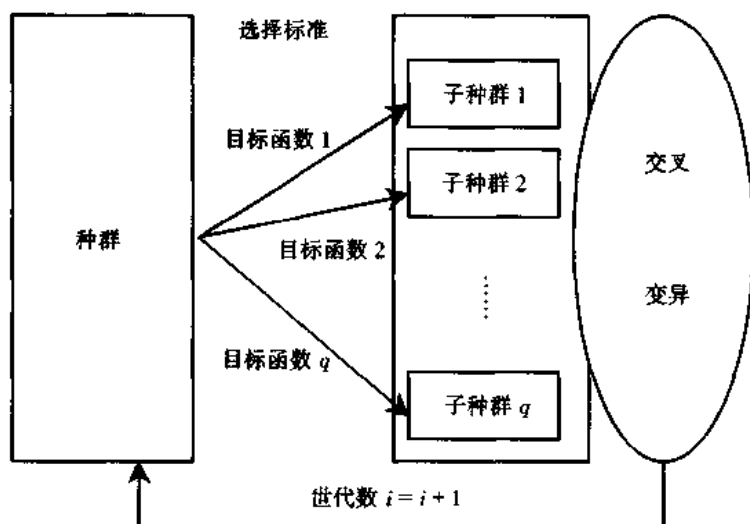 选择标准
子种群 1
目标函数 1
交叉
子种群 2
种群
目标函数 2
变异
目标函数 q
子种群 q
世代数 i = i + 1